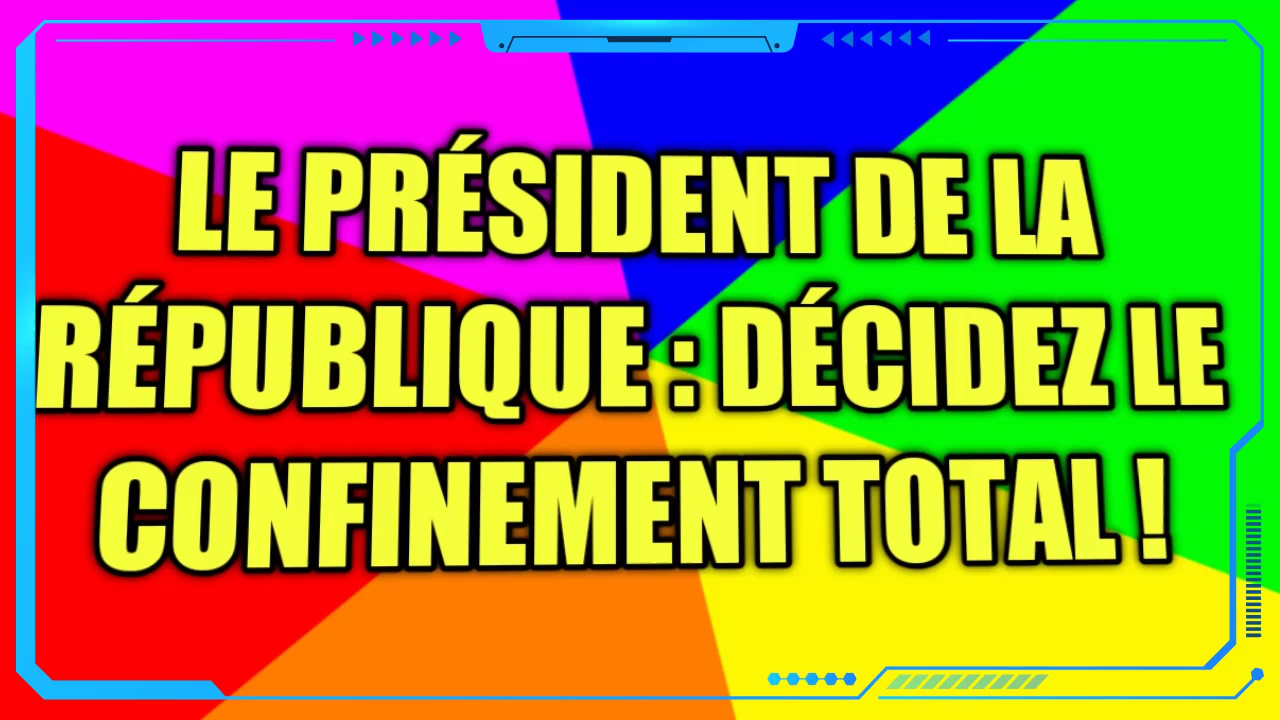 LE PRÉSIDENT DE LA
RÉPUBLIQUE : DÉCIDEZ LE
CONFINEMENT TOTAL !